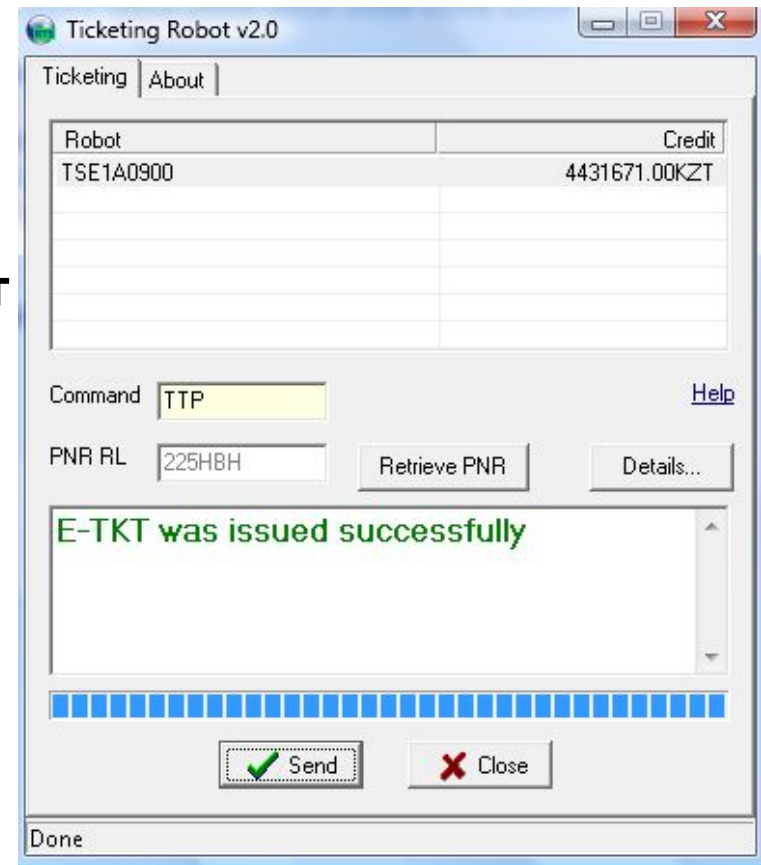 Ticketing Robot v2.0
Ticketing About
Robot Credit
TSE1A0900 4431671.00KZT
T
Command TTP Help
PNR RL 225HBH Retrieve PNR Details...
E-TKT was issued successfully
Send Close
Done